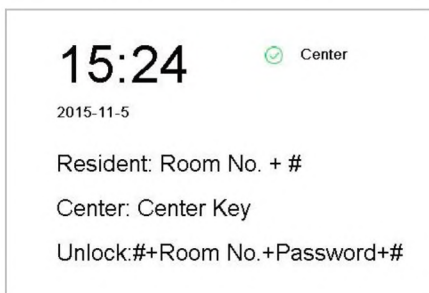 15:24
Center
2015-11-5
Resident: Room No. + #
Center: Center Key
Unlock:#+Room No.+Password+#